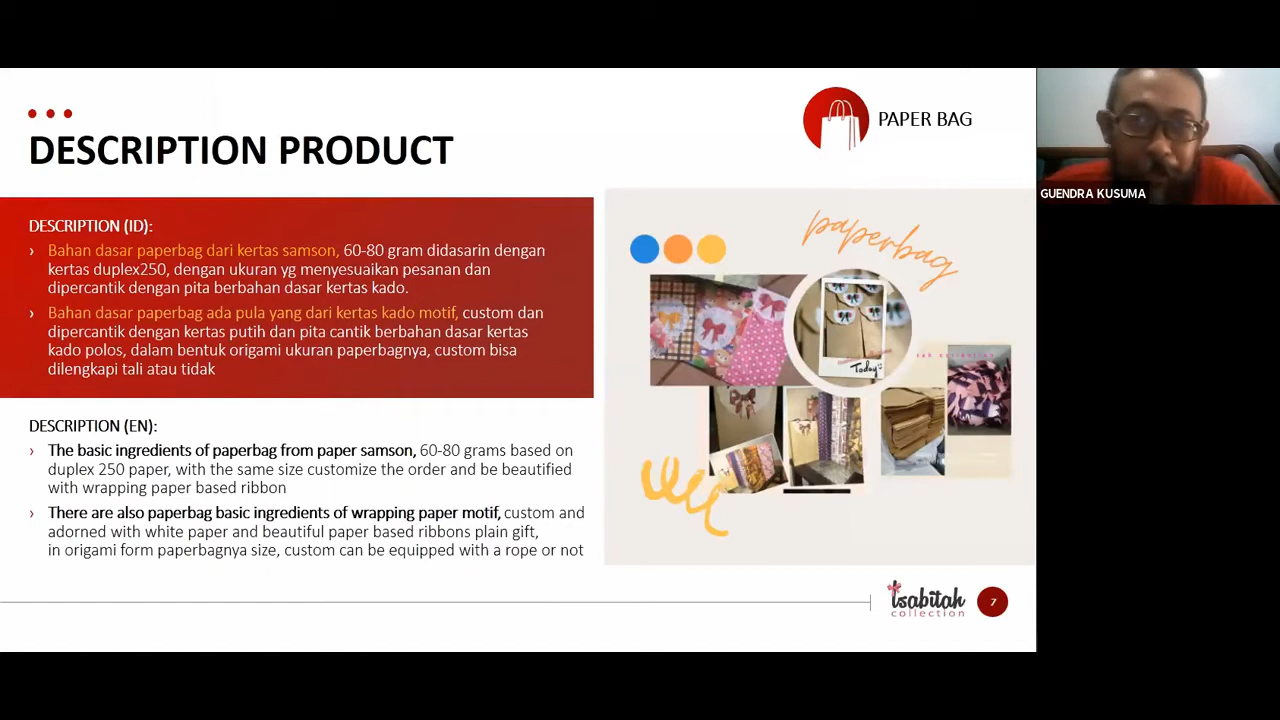 DESCRIPTION PRODUCT
PAPER BAG
GUENDRA KUSUMA
DESCRIPTION (ID):
› Bahan dasar paperbag dari kertas samson, 60-80 gram didasarin dengan
kertas duplex250, dengan ukuran yg menyesuaikan pesanan dan
dipercantik dengan pita berbahan dasar kertas kado.
› Bahan dasar paperbag ada pula yang dari kertas kado motif, custom dan
dipercantik dengan kertas putih dan pita cantik berbahan dasar kertas
kado polos, dalam bentuk origami ukuran paperbagnya, custom bisa
dilengkapi tali atau tidak
DESCRIPTION (EN):
› The basic ingredients of paperbag from paper samson, 60-80 grams based on
duplex 250 paper, with the same size customize the order and be beautified
with wrapping paper based ribbon
› There are also paperbag basic ingredients of wrapping paper motif, custom and
adorned with white paper and beautiful paper based ribbons plain gift,
in origami form paperbagnya size, custom can be equipped with a rope or not
paperbag
Today
tsabitah
collection
7